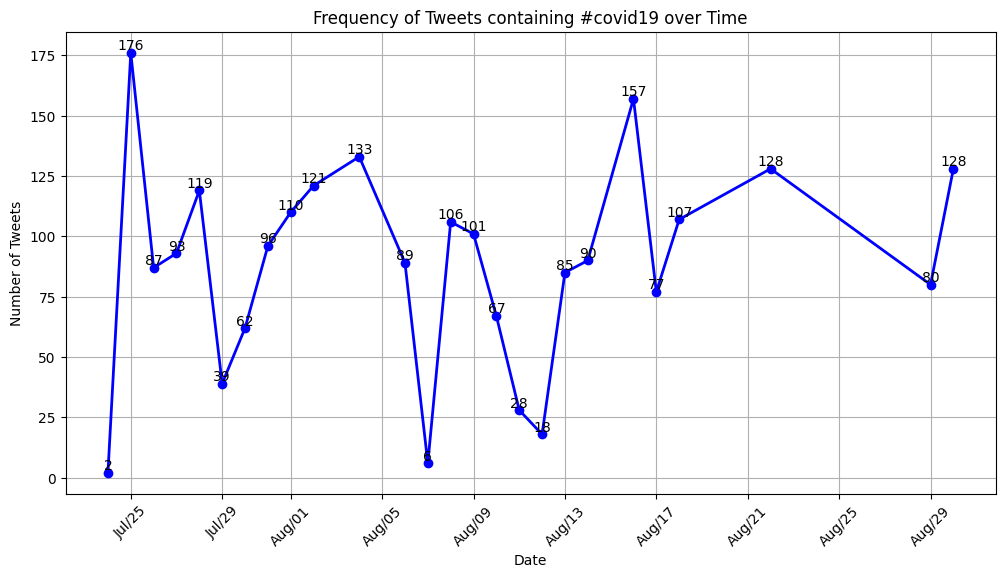 Frequency of Tweets containing #covid19 over Time
Number of Tweets
175
150
125
100
75
50
25
0
2
176
87
93
119
39
62
96
110
121
133
89
6
106
101
67
28
18
85
90
157
77
107
128
80
128
Jul/25
Jul/29
Aug/01
Aug/05
Aug/09
Aug/13
Aug/17
Aug/21
Aug/25
Aug/29
Date